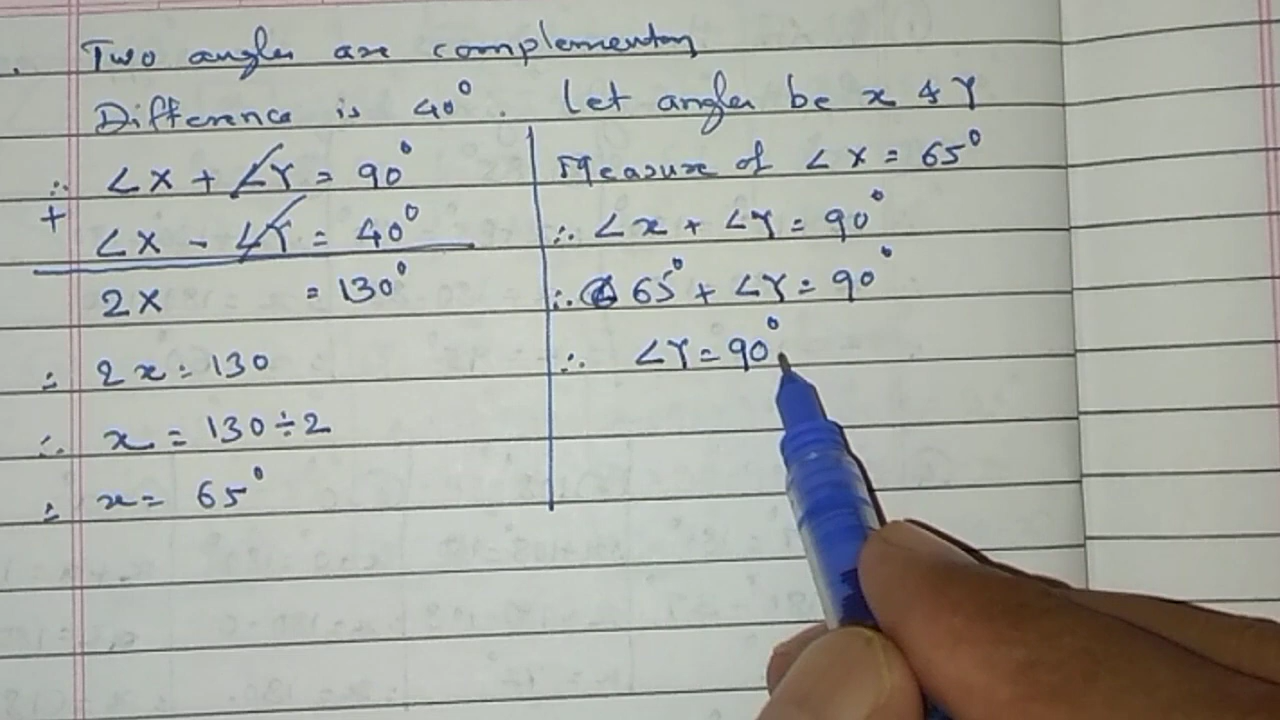 Two angles are complementary
Difference is 40°. Let angles be x & Y
∴ ∠X + ∠Y = 90°
+ ∠X - ∠Y = 40°
2X = 130°
∴ 2x = 130
∴ x = 130 ÷ 2
∴ x = 65°
Measure of ∠X = 65°
∴ ∠x + ∠Y = 90°
∴ 65° + ∠Y = 90°
∴ ∠Y = 90°